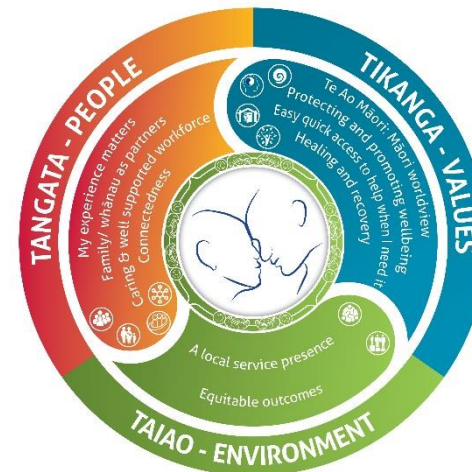 TANGATA - PEOPLE
My experience matters
Family/ whānau as partners
Caring & well supported workforce
Connectedness
TIKANGA - VALUES
Te Ao Māori: Māori worldview
Protecting and promoting wellbeing
Easy quick access to help when I need it
Healing and recovery
A local service presence
Equitable outcomes
TAIAO - ENVIRONMENT